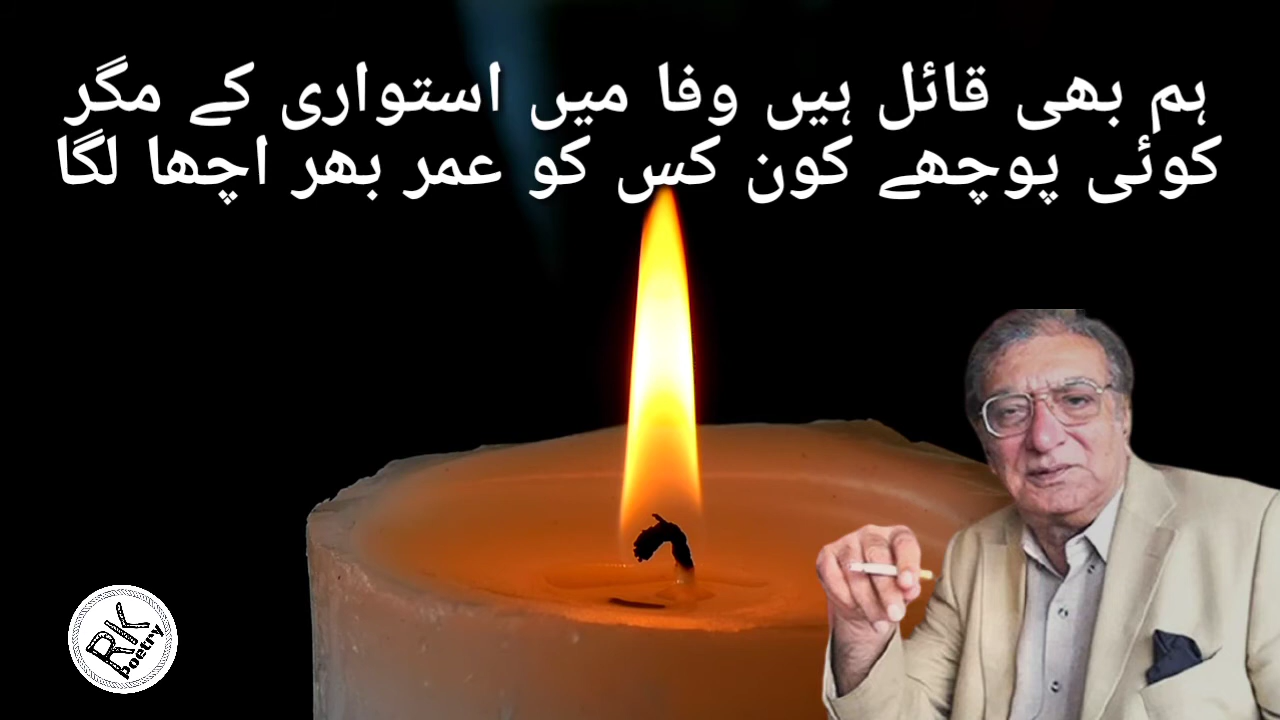 ہم بھی قائل ہیں وفا میں استواری کے مگر
کوئی پوچھے کون کس کو عمر بھر اچھا لگا
RK
poetry